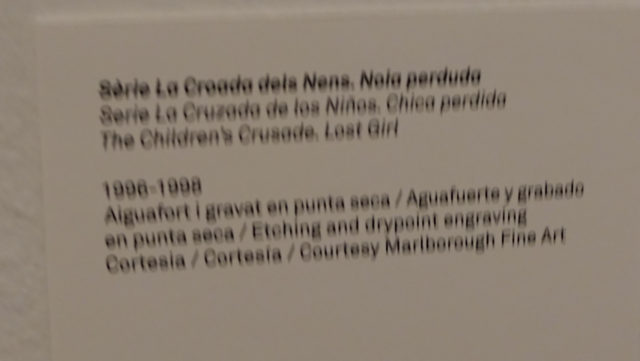 Sèrie La Croada dels Nens. Noia perduda
Serie La Cruzada de los Niños. Chica perdida
The Children's Crusade. Lost Girl
1996-1998
Aiguafort i gravat en punta seca / Aguafuerte y grabado
en punta seca / Etching and drypoint engraving
Cortesia / Cortesía / Courtesy Marlborough Fine Art